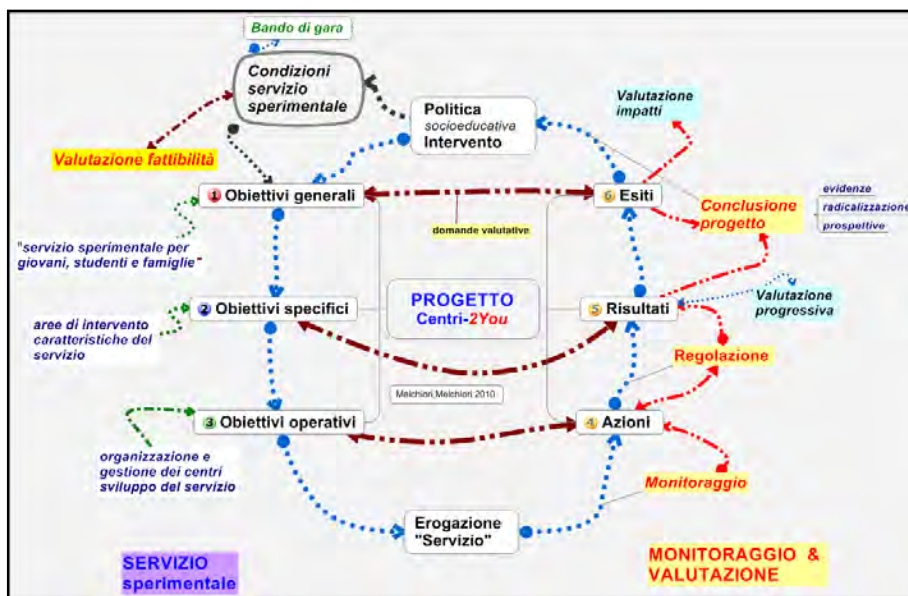 Bando di gara
Condizioni
servizio
sperimentale
Politica
socioeducativa
Intervento
Valutazione
impatti
Valutazione fattibilità
1 Obiettivi generali
6 Esiti
Conclusione
progetto
evidenze
radicalizzazione
prospettive
domande valutative
"servizio sperimentale per
giovani, studenti e famiglie"
PROGETTO
Centri-2You
2 Obiettivi specifici
5 Risultati
Valutazione
progressiva
aree di intervento
caratteristiche del
servizio
Regolazione
Melchiori,Melchiori 2010
3 Obiettivi operativi
4 Azioni
organizzazione e
gestione dei centri
sviluppo del servizio
Monitoraggio
Erogazione
"Servizio"
SERVIZIO
sperimentale
MONITORAGGIO &
VALUTAZIONE